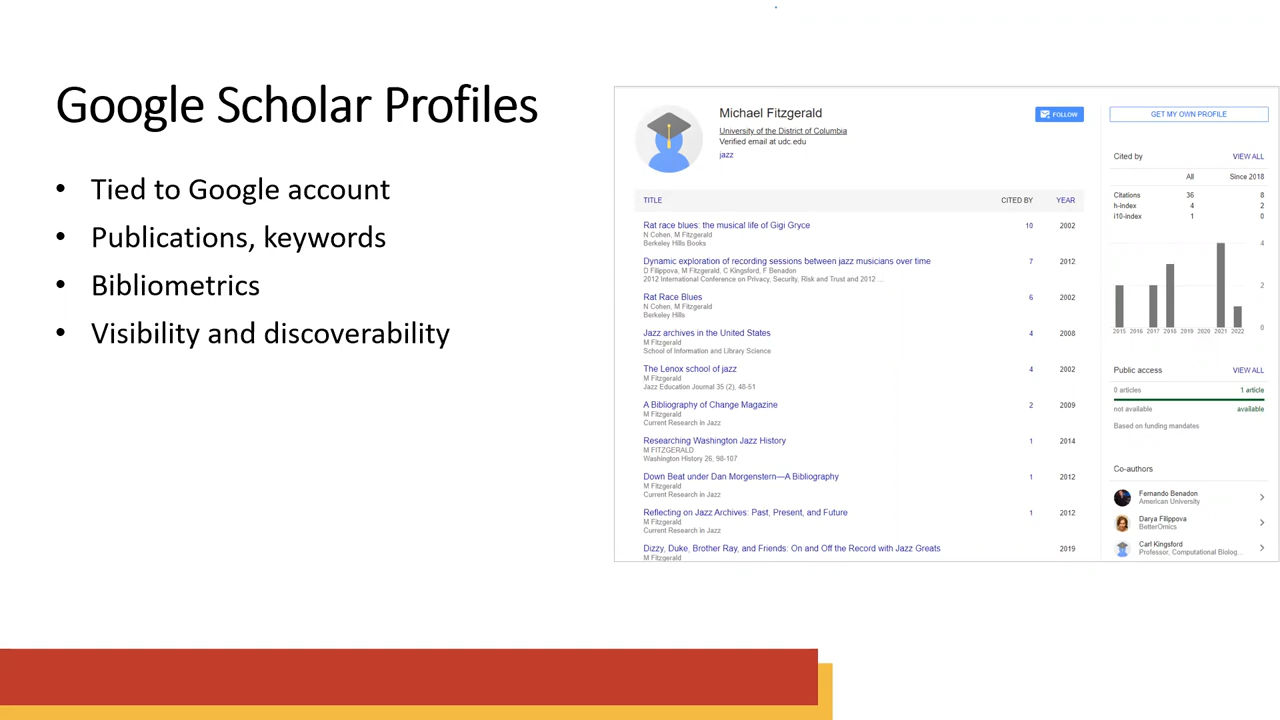 Google Scholar Profiles
• Tied to Google account
• Publications, keywords
• Bibliometrics
• Visibility and discoverability
Michael Fitzgerald
University of the District of Columbia
Verified email at udc.edu
jazz
FOLLOW
TITLE CITED BY YEAR
Rat race blues: the musical life of Gigi Gryce 10 2002
N Cohen, M Fitzgerald
Berkeley Hills Books
Dynamic exploration of recording sessions between jazz musicians over time 7 2012
D Filippova, M Fitzgerald, C Kingsford, F Benadon
2012 International Conference on Privacy, Security, Risk and Trust and 2012 ...
Rat Race Blues 6 2002
N Cohen, M Fitzgerald
Berkeley Hills
Jazz archives in the United States 4 2008
M Fitzgerald
School of Information and Library Science
The Lenox school of jazz 4 2002
M Fitzgerald
Jazz Education Journal 35 (2), 48-51
A Bibliography of Change Magazine 2 2009
M Fitzgerald
Current Research in Jazz
Researching Washington Jazz History 1 2014
M FITZGERALD
Washington History 26, 98-107
Down Beat under Dan Morgenstern—A Bibliography 1 2012
M Fitzgerald
Current Research in Jazz
Reflecting on Jazz Archives: Past, Present, and Future 1 2012
M Fitzgerald
Current Research in Jazz
Dizzy, Duke, Brother Ray, and Friends: On and Off the Record with Jazz Greats 2019
M Fitzgerald
GET MY OWN PROFILE
Cited by VIEW ALL
All Since 2018
Citations 36 8
h-index 4 2
i10-index 1 0
4
2
0
2015 2016 2017 2018 2019 2020 2021 2022
Public access VIEW ALL
0 articles 1 article
not available available
Based on funding mandates
Co-authors
Fernando Benadon
American University
Darya Filippova
BetterOmics
Carl Kingsford
Professor, Computational Biolog...